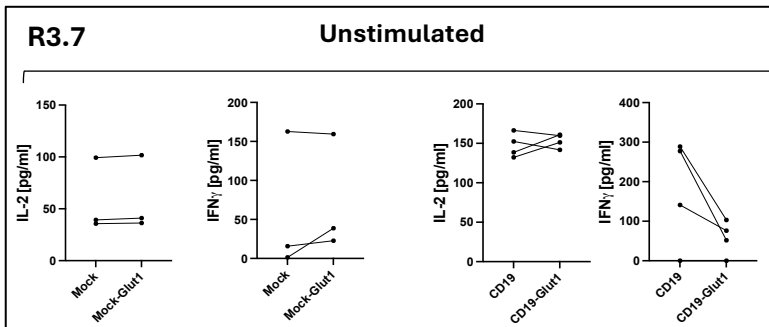 R3.7
Unstimulated
IL-2 [pg/ml]
150
100
50
0
Mock
Mock-Glut1
IFNγ [pg/ml]
200
150
100
50
0
Mock
Mock-Glut1
IL-2 [pg/ml]
200
150
100
50
0
CD19
CD19-Glut1
IFNγ [pg/ml]
400
300
200
100
0
CD19
CD19-Glut1